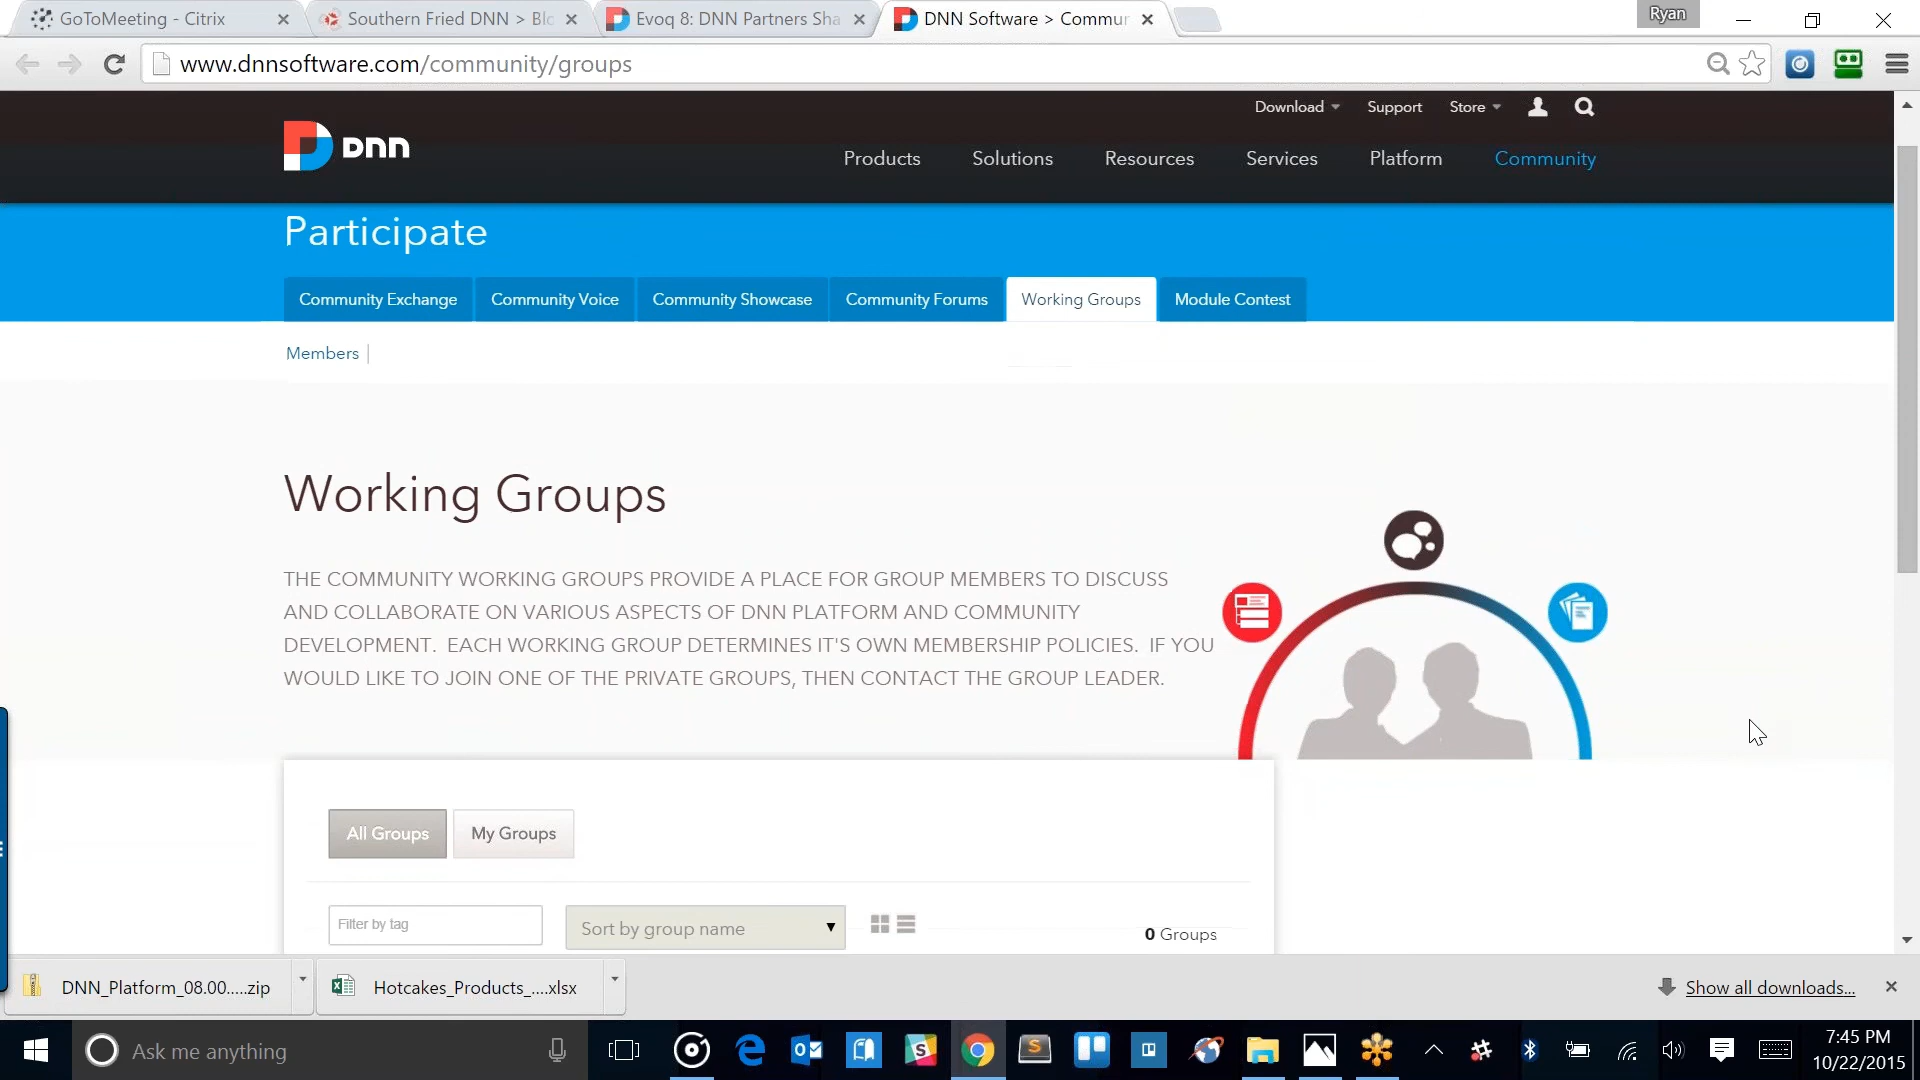 GoToMeeting - Citrix
Southern Fried DNN > Blo
Evoq 8: DNN Partners Sha
DNN Software > Commun
Ryan
www.dnnsoftware.com/community/groups
Download
Support
Store
DNN
Products
Solutions
Resources
Services
Platform
Community
Participate
Community Exchange
Community Voice
Community Showcase
Community Forums
Working Groups
Module Contest
Members
Working Groups
THE COMMUNITY WORKING GROUPS PROVIDE A PLACE FOR GROUP MEMBERS TO DISCUSS
AND COLLABORATE ON VARIOUS ASPECTS OF DNN PLATFORM AND COMMUNITY
DEVELOPMENT.  EACH WORKING GROUP DETERMINES IT'S OWN MEMBERSHIP POLICIES.  IF YOU
WOULD LIKE TO JOIN ONE OF THE PRIVATE GROUPS, THEN CONTACT THE GROUP LEADER.
All Groups
My Groups
Filter by tag
Sort by group name
0 Groups
DNN_Platform_08.00.....zip
Hotcakes_Products_....xlsx
Show all downloads...
Ask me anything
7:45 PM
10/22/2015